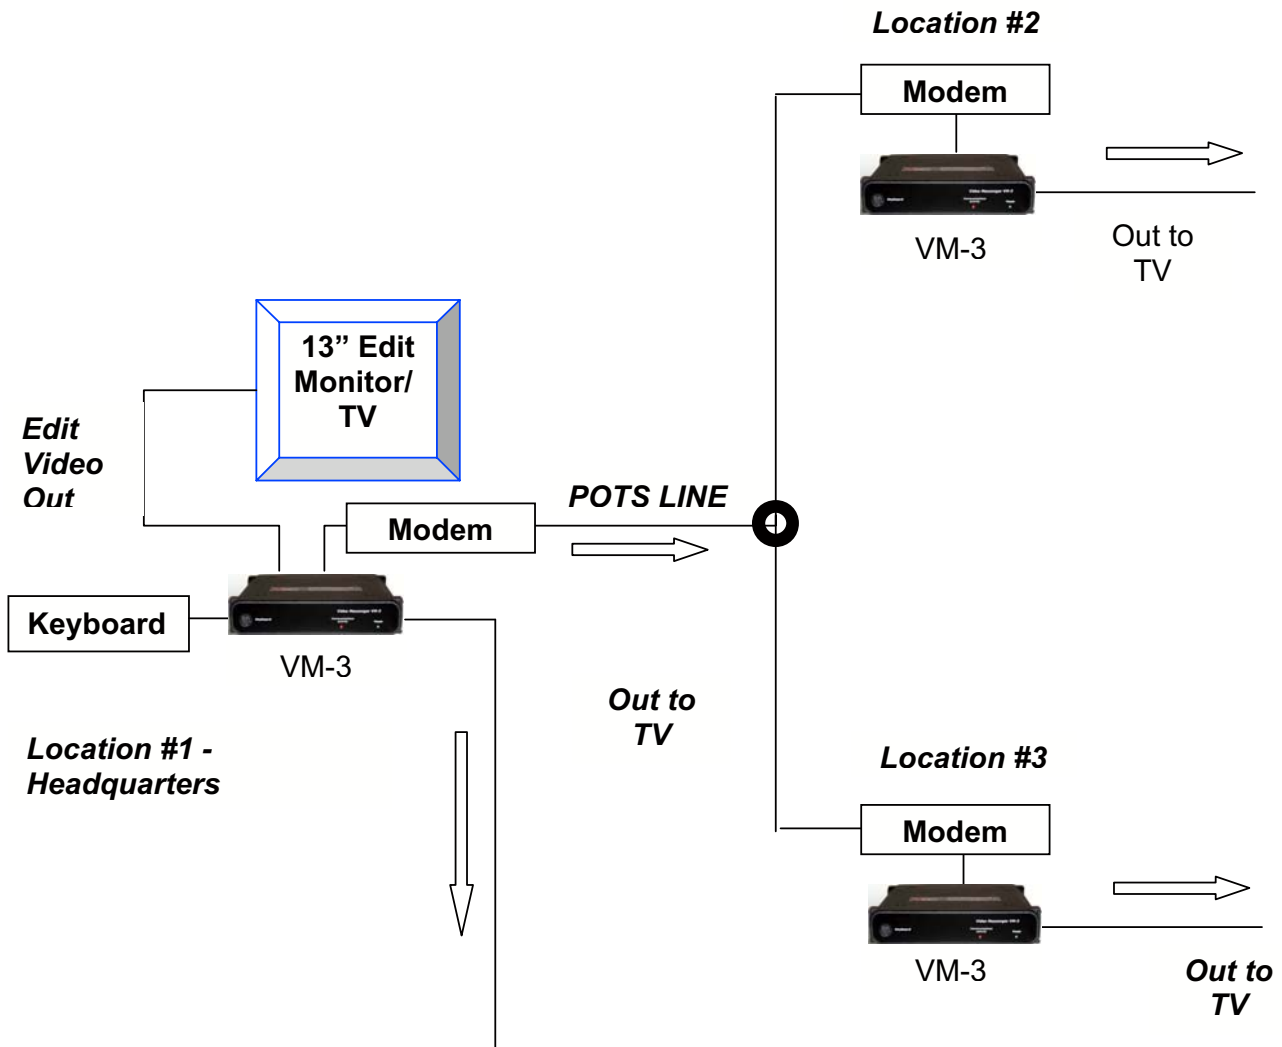 Location #2
Modem
VM-3
Out to
TV
13” Edit
Monitor/
TV
Edit
Video
Out
POTS LINE
Modem
Keyboard
VM-3
Out to
TV
Location #1 -
Headquarters
Location #3
Modem
VM-3
Out to
TV